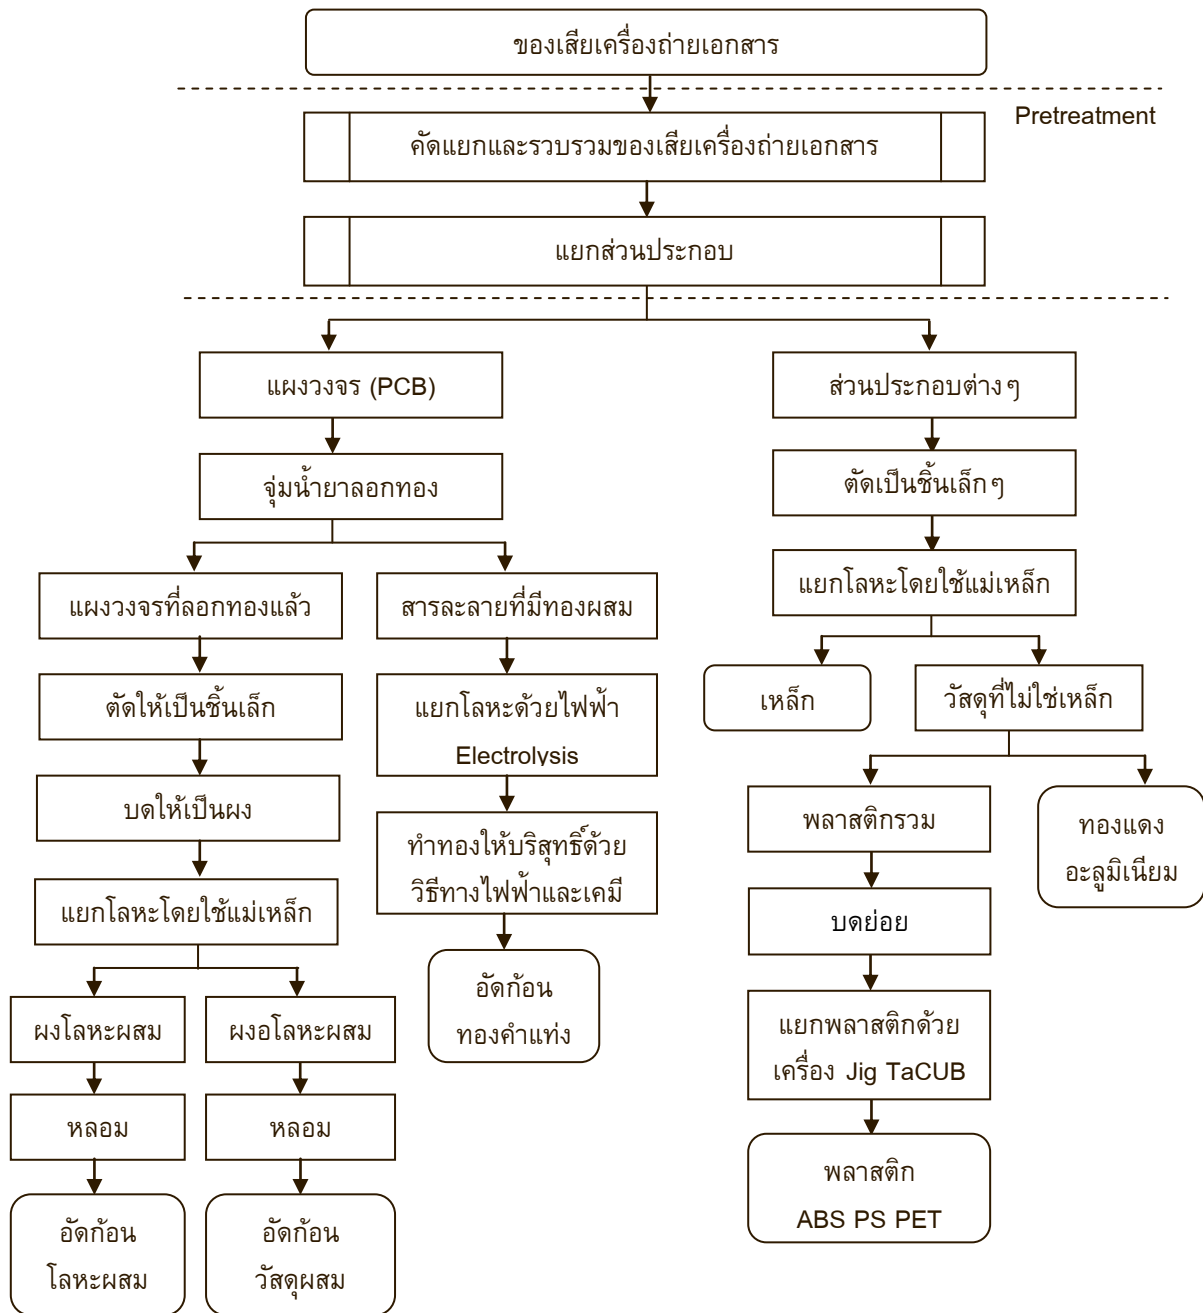 ของเสียเครื่องถ่ายเอกสาร
Pretreatment
คัดแยกและรวบรวมของเสียเครื่องถ่ายเอกสาร
แยกส่วนประกอบ
แผงวงจร (PCB)
ส่วนประกอบต่างๆ
จุ่มน้ำยาลอกทอง
ตัดเป็นชิ้นเล็กๆ
แผงวงจรที่ลอกทองแล้ว
สารละลายที่มีทองผสม
แยกโลหะโดยใช้แม่เหล็ก
ตัดให้เป็นชิ้นเล็ก
แยกโลหะด้วยไฟฟ้า
Electrolysis
เหล็ก
วัสดุที่ไม่ใช่เหล็ก
บดให้เป็นผง
ทำทองให้บริสุทธิ์ด้วย
วิธีทางไฟฟ้าและเคมี
พลาสติกรวม
ทองแดง
อะลูมิเนียม
แยกโลหะโดยใช้แม่เหล็ก
บดย่อย
อัดก้อน
ทองคำแท่ง
ผงโลหะผสม
ผงอโลหะผสม
แยกพลาสติกด้วย
เครื่อง Jig TaCUB
หลอม
หลอม
พลาสติก
ABS PS PET
อัดก้อน
โลหะผสม
อัดก้อน
วัสดุผสม